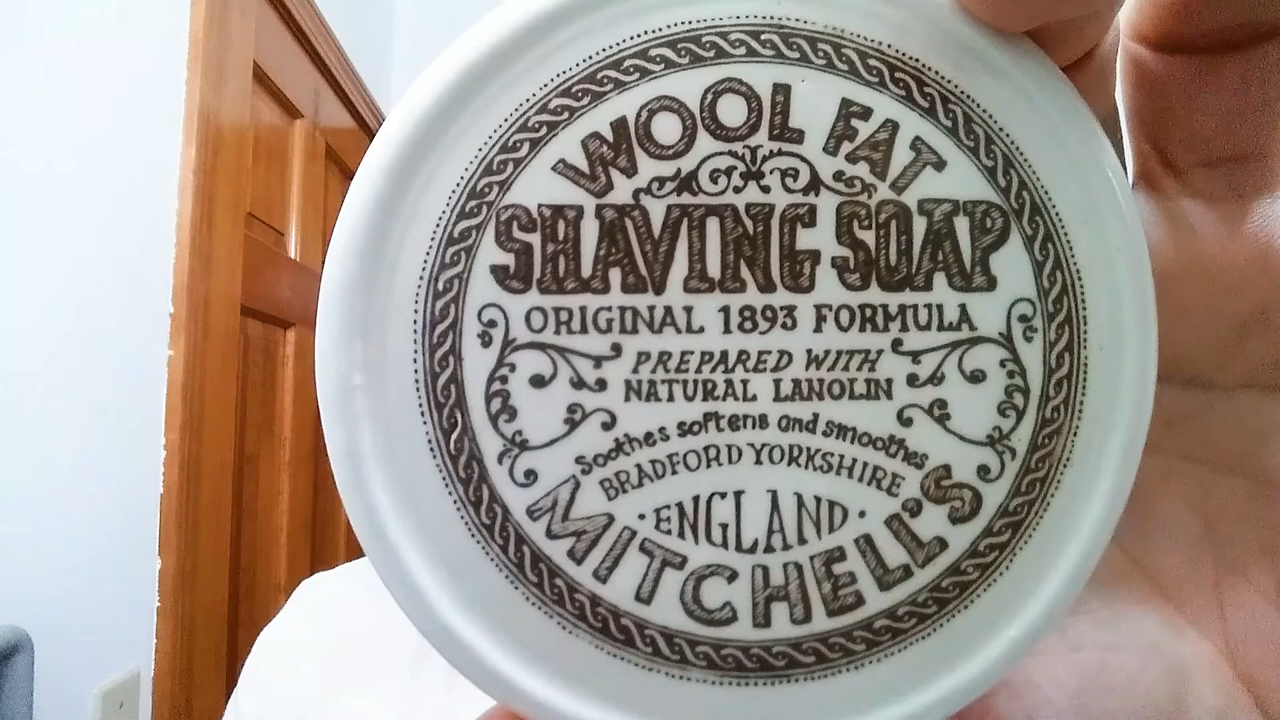 WOOL FAT
SHAVING SOAP
ORIGINAL 1893 FORMULA
PREPARED WITH
NATURAL LANOLIN
Soothes softens and smoothes
BRADFORD YORKSHIRE
·ENGLAND·
MITCHELL'S